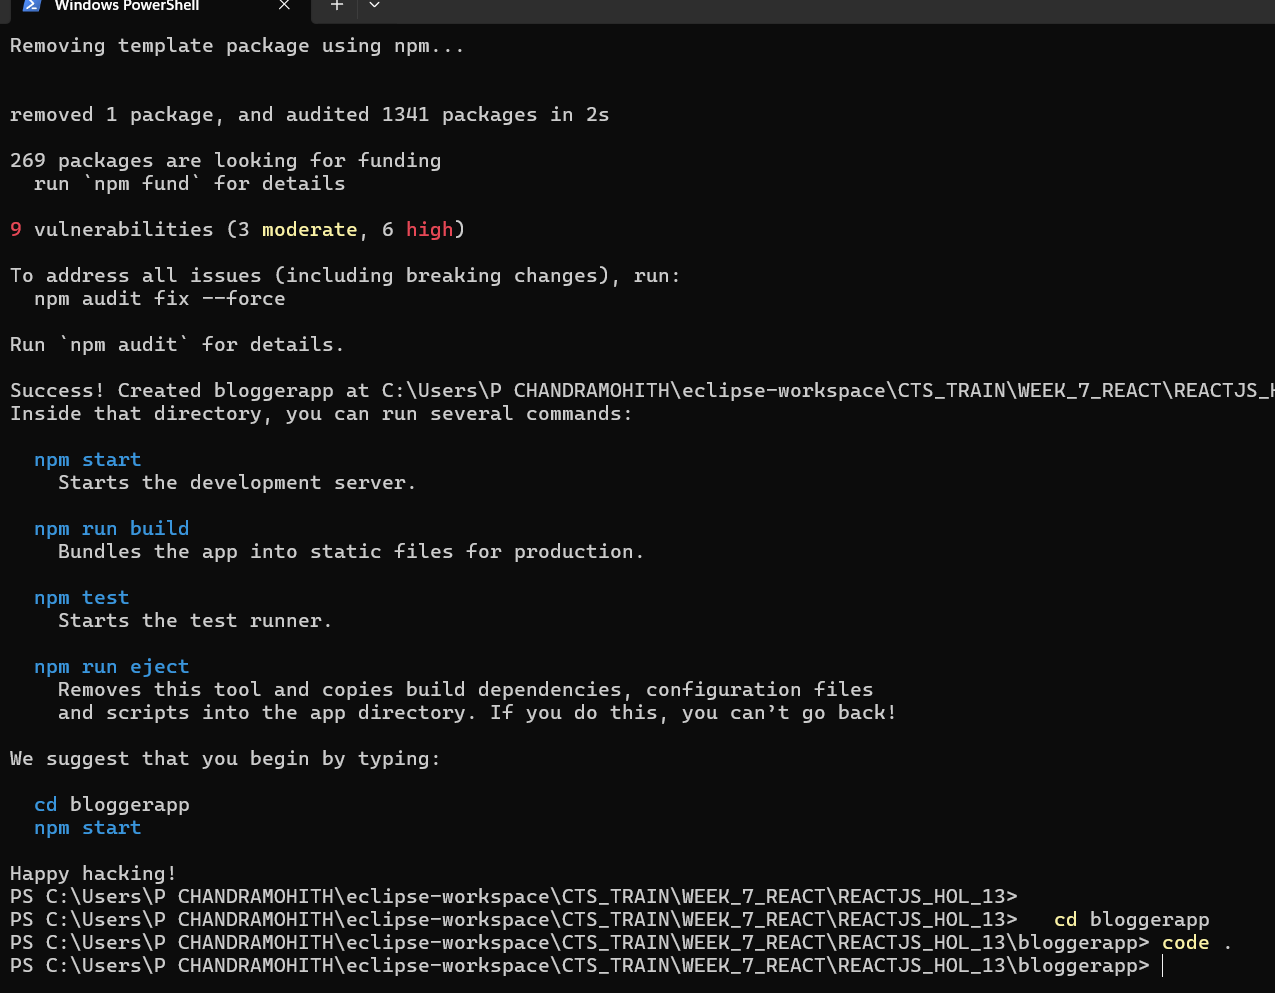 Windows PowerShell
Removing template package using npm...
removed 1 package, and audited 1341 packages in 2s
269 packages are looking for funding
  run `npm fund` for details
9 vulnerabilities (3 moderate, 6 high)
To address all issues (including breaking changes), run:
  npm audit fix --force
Run `npm audit` for details.
Success! Created bloggerapp at C:\Users\P CHANDRAMOHITH\eclipse-workspace\CTS_TRAIN\WEEK_7_REACT\REACTJS_H
Inside that directory, you can run several commands:
  npm start
    Starts the development server.
  npm run build
    Bundles the app into static files for production.
  npm test
    Starts the test runner.
  npm run eject
    Removes this tool and copies build dependencies, configuration files
    and scripts into the app directory. If you do this, you can’t go back!
We suggest that you begin by typing:
  cd bloggerapp
  npm start
Happy hacking!
PS C:\Users\P CHANDRAMOHITH\eclipse-workspace\CTS_TRAIN\WEEK_7_REACT\REACTJS_HOL_13>
PS C:\Users\P CHANDRAMOHITH\eclipse-workspace\CTS_TRAIN\WEEK_7_REACT\REACTJS_HOL_13>   cd bloggerapp
PS C:\Users\P CHANDRAMOHITH\eclipse-workspace\CTS_TRAIN\WEEK_7_REACT\REACTJS_HOL_13\bloggerapp> code .
PS C:\Users\P CHANDRAMOHITH\eclipse-workspace\CTS_TRAIN\WEEK_7_REACT\REACTJS_HOL_13\bloggerapp>